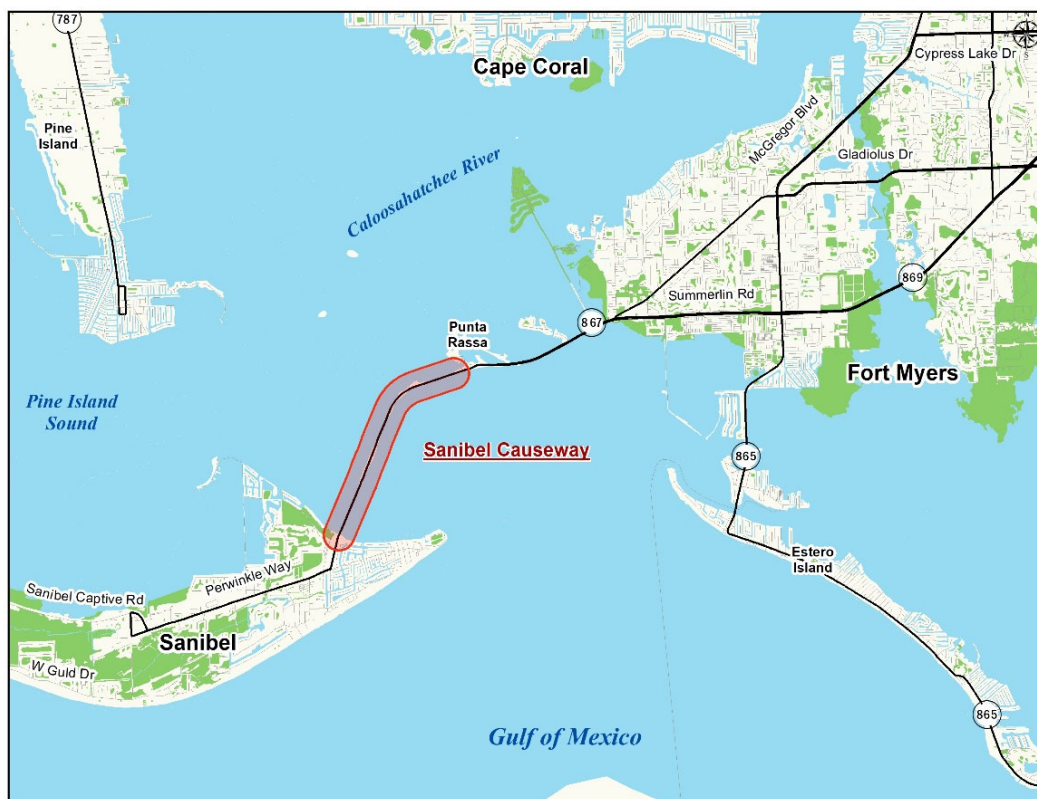 787
Cape Coral
Cypress Lake Dr
Pine
Island
McGregor Blvd
Gladiolus Dr
Caloosahatchee River
869
Summerlin Rd
867
Punta
Rassa
Fort Myers
Pine Island
Sound
Sanibel Causeway
865
Estero
Island
Perwinkle Way
Sanibel Captive Rd
Sanibel
W Guld Dr
865
Gulf of Mexico